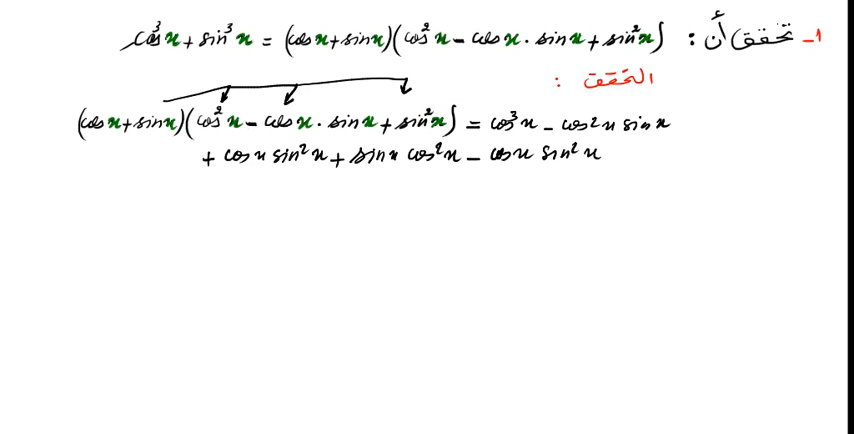 1- تحقق أن : cos³x + sin³x = (cosx+sinx)(cos²x - cosx . sinx + sin²x)
التحقق :
(cosx+sinx)(cos²x - cosx . sinx + sin²x) = cos³x - cos²x sinx
+ cosx sin²x + sinx cos²x - cosx sin²x